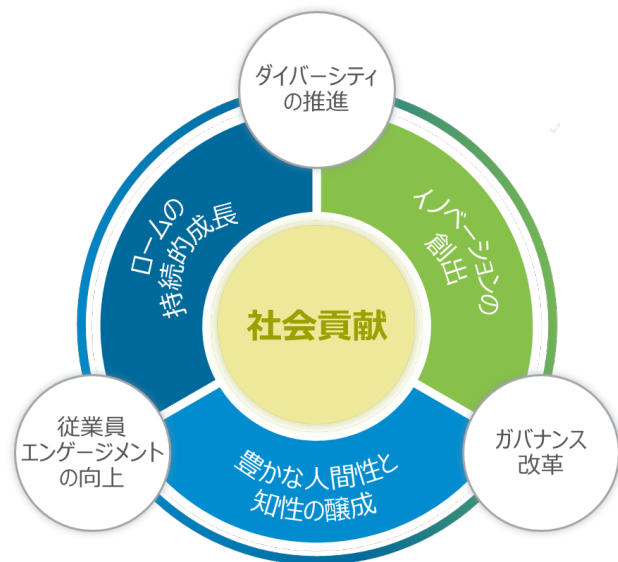 ダイバーシティ
の推進
ロームの
持続的成長
イノベーションの
創出
社会貢献
従業員
エンゲージメント
の向上
豊かな人間性と
知性の醸成
ガバナンス
改革